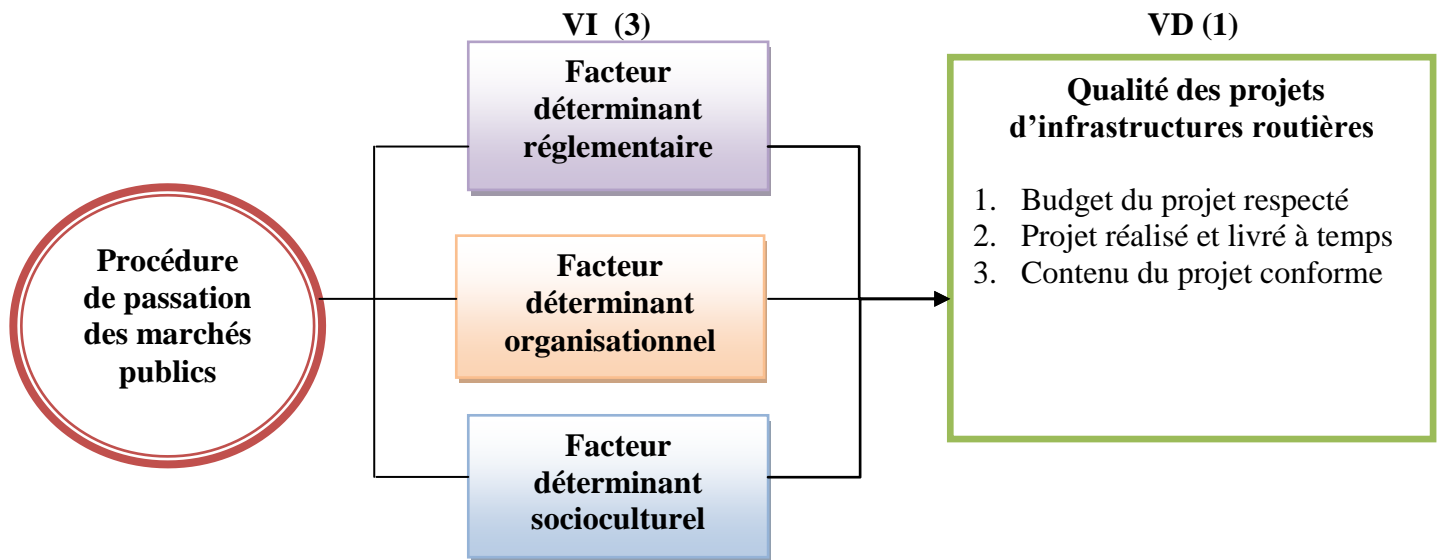 VI (3)
VD (1)
Procédure
de passation
des marchés
publics
Facteur
déterminant
réglementaire
Facteur
déterminant
organisationnel
Facteur
déterminant
socioculturel
Qualité des projets
d’infrastructures routières
1. Budget du projet respecté
2. Projet réalisé et livré à temps
3. Contenu du projet conforme